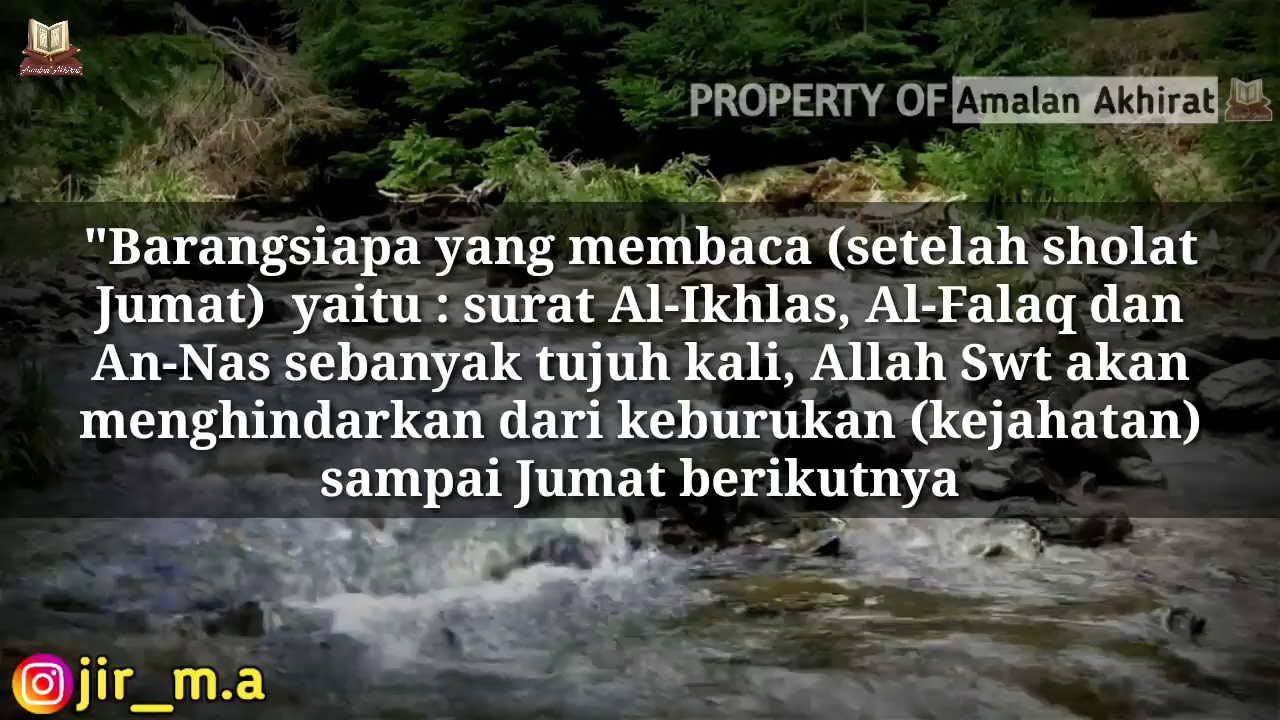 PROPERTY OF Amalan Akhirat
"Barangsiapa yang membaca (setelah sholat
Jumat)  yaitu : surat Al-Ikhlas, Al-Falaq dan
An-Nas sebanyak tujuh kali, Allah Swt akan
menghindarkan dari keburukan (kejahatan)
sampai Jumat berikutnya
jir__m.a